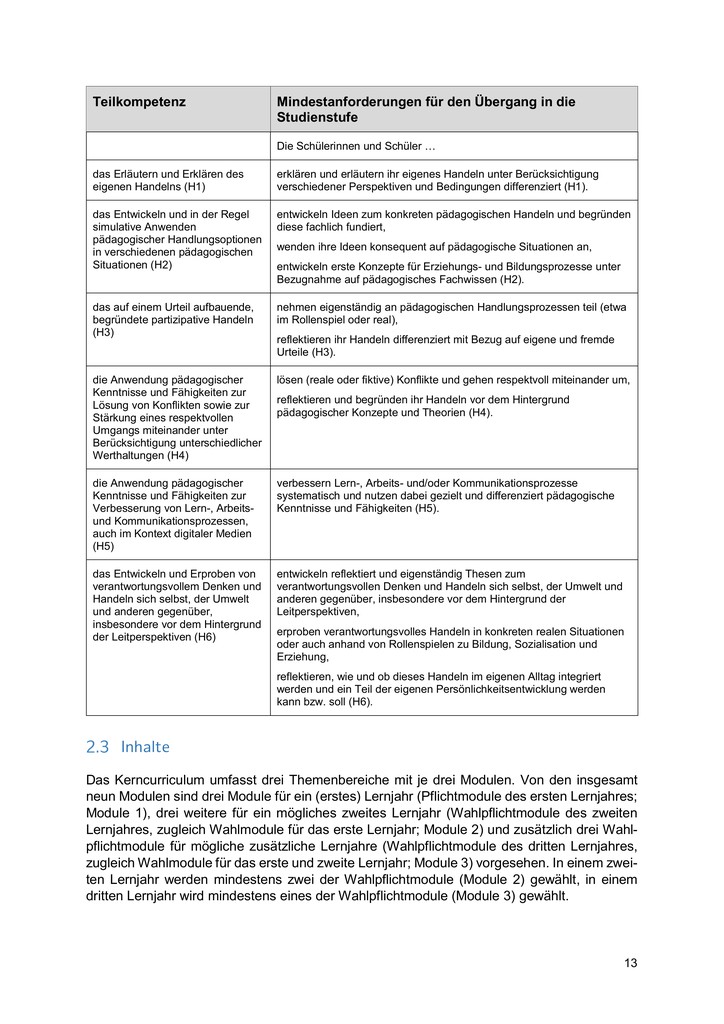 Teilkompetenz
Mindestanforderungen für den Übergang in die
Studienstufe
Die Schülerinnen und Schüler …
das Erläutern und Erklären des
eigenen Handelns (H1)
erklären und erläutern ihr eigenes Handeln unter Berücksichtigung
verschiedener Perspektiven und Bedingungen differenziert (H1).
das Entwickeln und in der Regel
simulative Anwenden
pädagogischer Handlungsoptionen
in verschiedenen pädagogischen
Situationen (H2)
entwickeln Ideen zum konkreten pädagogischen Handeln und begründen
diese fachlich fundiert,
wenden ihre Ideen konsequent auf pädagogische Situationen an,
entwickeln erste Konzepte für Erziehungs- und Bildungsprozesse unter
Bezugnahme auf pädagogisches Fachwissen (H2).
das auf einem Urteil aufbauende,
begründete partizipative Handeln
(H3)
nehmen eigenständig an pädagogischen Handlungsprozessen teil (etwa
im Rollenspiel oder real),
reflektieren ihr Handeln differenziert mit Bezug auf eigene und fremde
Urteile (H3).
die Anwendung pädagogischer
Kenntnisse und Fähigkeiten zur
Lösung von Konflikten sowie zur
Stärkung eines respektvollen
Umgangs miteinander unter
Berücksichtigung unterschiedlicher
Werthaltungen (H4)
lösen (reale oder fiktive) Konflikte und gehen respektvoll miteinander um,
reflektieren und begründen ihr Handeln vor dem Hintergrund
pädagogischer Konzepte und Theorien (H4).
die Anwendung pädagogischer
Kenntnisse und Fähigkeiten zur
Verbesserung von Lern-, Arbeits-
und Kommunikationsprozessen,
auch im Kontext digitaler Medien
(H5)
verbessern Lern-, Arbeits- und/oder Kommunikationsprozesse
systematisch und nutzen dabei gezielt und differenziert pädagogische
Kenntnisse und Fähigkeiten (H5).
das Entwickeln und Erproben von
verantwortungsvollem Denken und
Handeln sich selbst, der Umwelt
und anderen gegenüber,
insbesondere vor dem Hintergrund
der Leitperspektiven (H6)
entwickeln reflektiert und eigenständig Thesen zum
verantwortungsvollen Denken und Handeln sich selbst, der Umwelt und
anderen gegenüber, insbesondere vor dem Hintergrund der
Leitperspektiven,
erproben verantwortungsvolles Handeln in konkreten realen Situationen
oder auch anhand von Rollenspielen zu Bildung, Sozialisation und
Erziehung,
reflektieren, wie und ob dieses Handeln im eigenen Alltag integriert
werden und ein Teil der eigenen Persönlichkeitsentwicklung werden
kann bzw. soll (H6).
2.3 Inhalte
Das Kerncurriculum umfasst drei Themenbereiche mit je drei Modulen. Von den insgesamt
neun Modulen sind drei Module für ein (erstes) Lernjahr (Pflichtmodule des ersten Lernjahres;
Module 1), drei weitere für ein mögliches zweites Lernjahr (Wahlpflichtmodule des zweiten
Lernjahres, zugleich Wahlmodule für das erste Lernjahr; Module 2) und zusätzlich drei Wahl-
pflichtmodule für mögliche zusätzliche Lernjahre (Wahlpflichtmodule des dritten Lernjahres,
zugleich Wahlmodule für das erste und zweite Lernjahr; Module 3) vorgesehen. In einem zwei-
ten Lernjahr werden mindestens zwei der Wahlpflichtmodule (Module 2) gewählt, in einem
dritten Lernjahr wird mindestens eines der Wahlpflichtmodule (Module 3) gewählt.
13